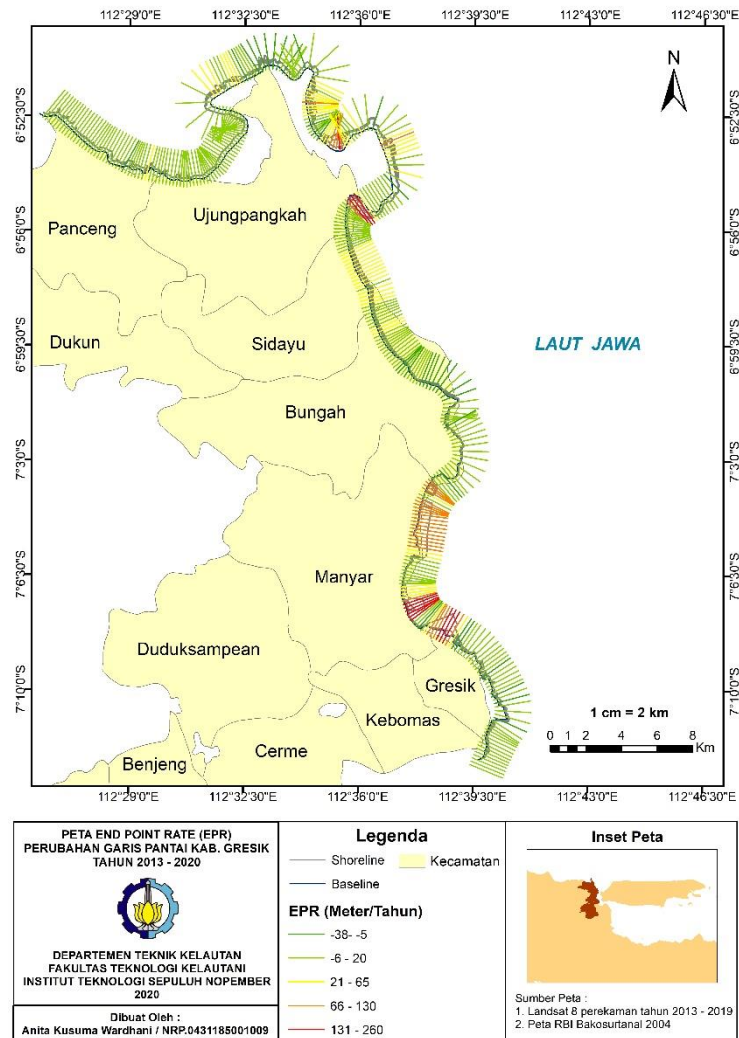 112°29'0"E 112°32'30"E 112°36'0"E 112°39'30"E 112°43'0"E 112°46'30"E
N
6°52'30"S 6°52'30"S
Panceng
Ujungpangkah
6°56'0"S 6°56'0"S
Dukun
Sidayu
LAUT JAWA
6°59'30"S 6°59'30"S
Bungah
7°3'0"S 7°3'0"S
Manyar
7°6'30"S 7°6'30"S
Duduksampean
Gresik
7°10'0"S 7°10'0"S
Kebomas
1 cm = 2 km
0 1 2 4 6 8
Km
Cerme
Benjeng
112°29'0"E 112°32'30"E 112°36'0"E 112°39'30"E 112°43'0"E 112°46'30"E
PETA END POINT RATE (EPR)
PERUBAHAN GARIS PANTAI KAB. GRESIK
TAHUN 2013 - 2020
DEPARTEMEN TEKNIK KELAUTAN
FAKULTAS TEKNOLOGI KELAUTANI
INSTITUT TEKNOLOGI SEPULUH NOPEMBER
2020
Dibuat Oleh :
Anita Kusuma Wardhani / NRP.0431185001009
Legenda
Shoreline Kecamatan
Baseline
EPR (Meter/Tahun)
-38- -5
-6 - 20
21 - 65
66 - 130
131 - 260
Inset Peta
Sumber Peta :
1. Landsat 8 perekaman tahun 2013 - 2019
2. Peta RBI Bakosurtanal 2004